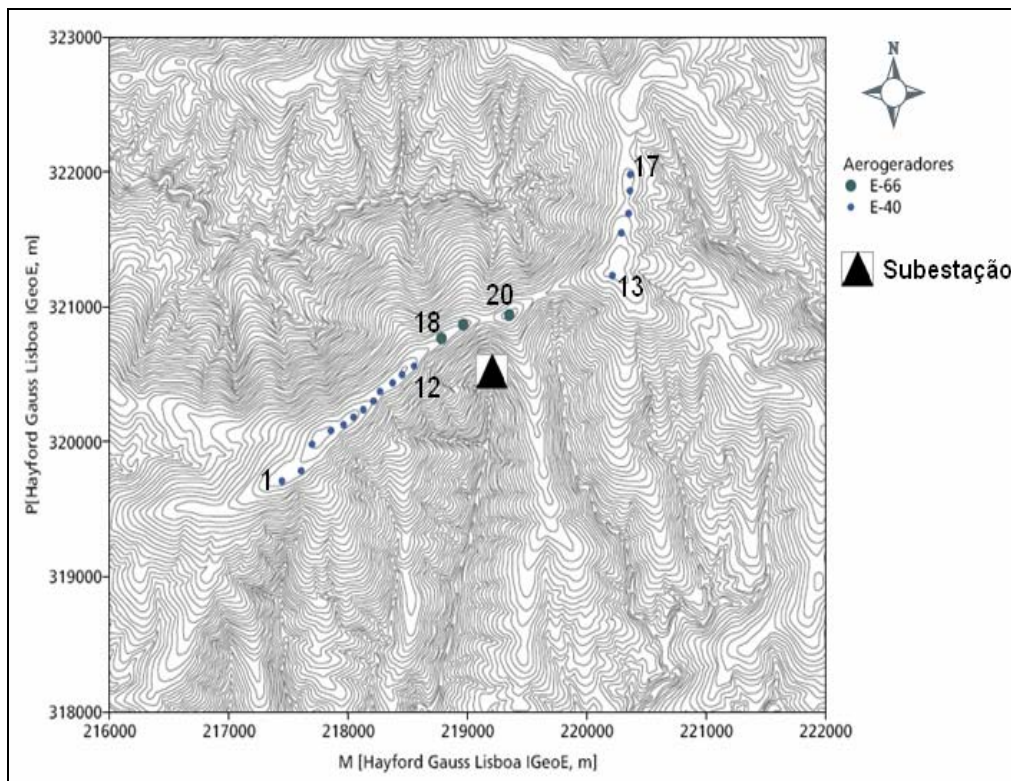 323000
322000
321000
320000
319000
318000
216000 217000 218000 219000 220000 221000 222000
P[Hayford Gauss Lisboa IGeoE, m]
M [Hayford Gauss Lisboa IGeoE, m]
17
13
20
18
12
1
N
Aerogeradores
E-66
E-40
Subestação